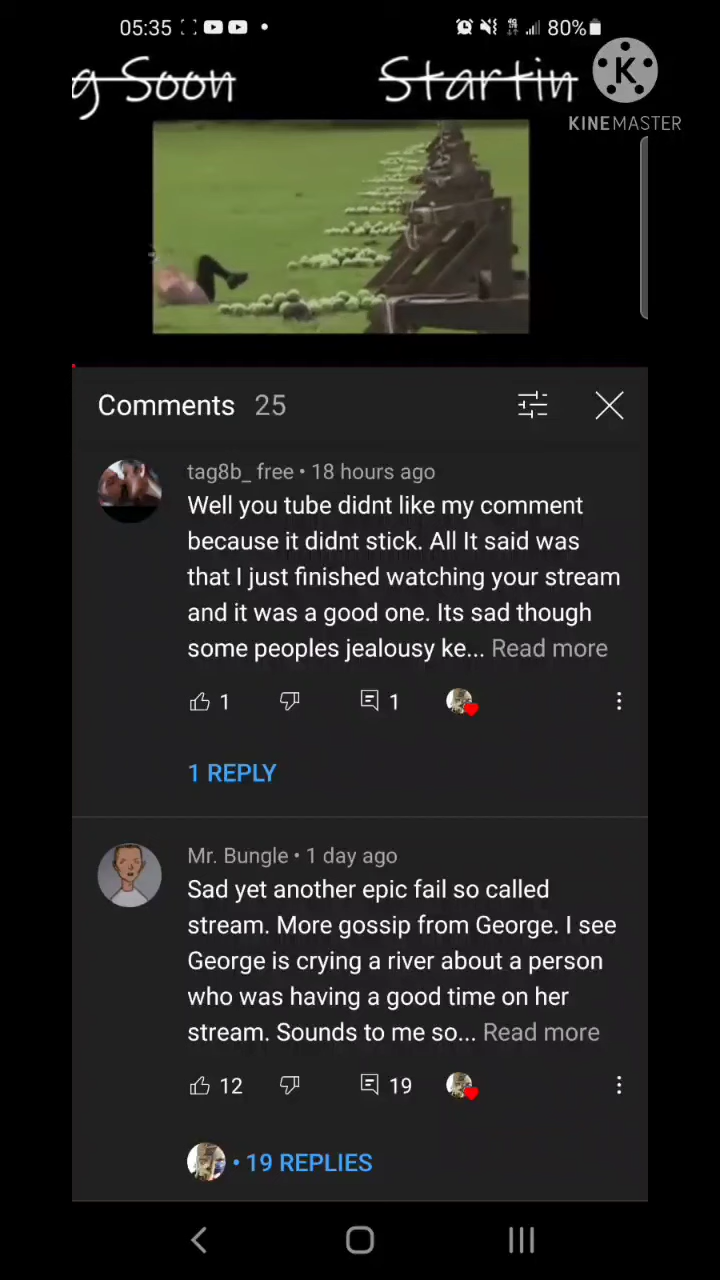 05:35 80%
g Soon Startin
K
KINEMASTER
Comments 25
tag8b_ free • 18 hours ago
Well you tube didnt like my comment
because it didnt stick. All It said was
that I just finished watching your stream
and it was a good one. Its sad though
some peoples jealousy ke... Read more
1 1
1 REPLY
Mr. Bungle • 1 day ago
Sad yet another epic fail so called
stream. More gossip from George. I see
George is crying a river about a person
who was having a good time on her
stream. Sounds to me so... Read more
12 19
• 19 REPLIES